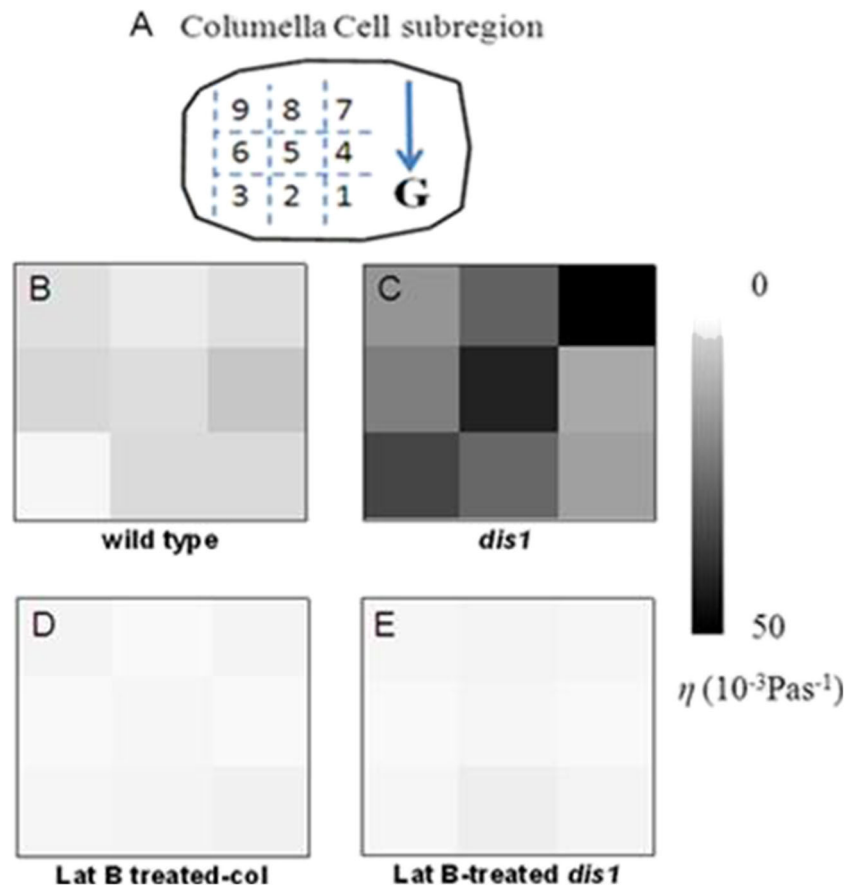 A Columella Cell subregion
9 8 7
6 5 4
3 2 1
G
B
C
0
wild type
dis1
50
η (10⁻³Pas⁻¹)
D
E
Lat B treated-col
Lat B-treated dis1